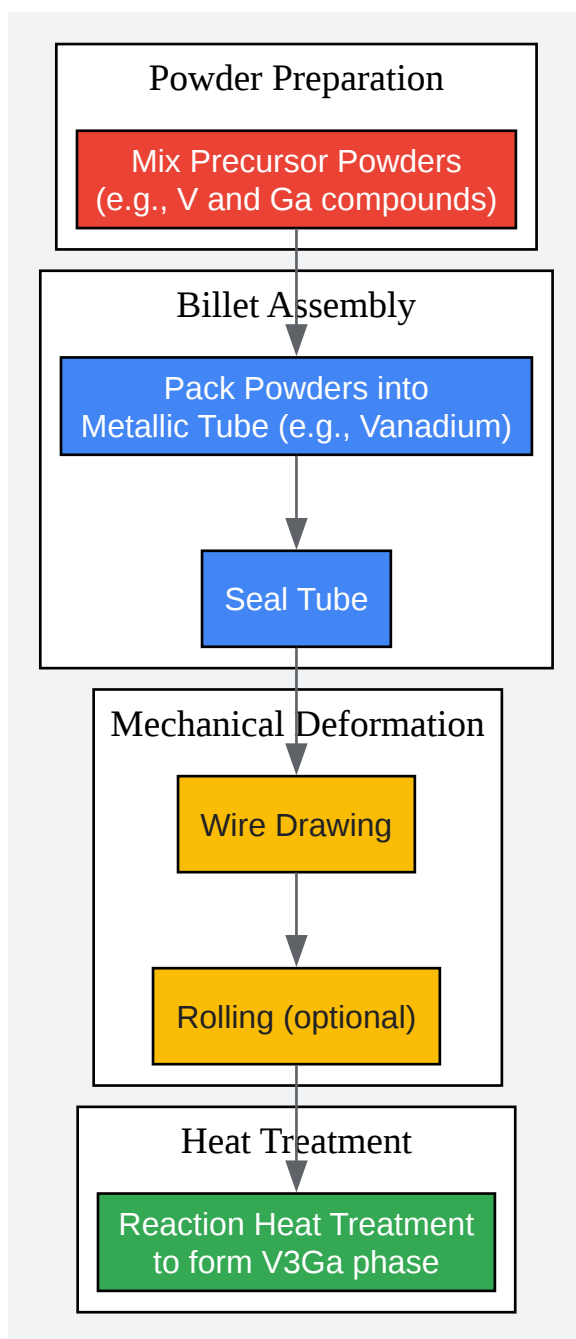 Powder Preparation
Mix Precursor Powders
(e.g., V and Ga compounds)
Billet Assembly
Pack Powders into
Metallic Tube (e.g., Vanadium)
Seal Tube
Mechanical Deformation
Wire Drawing
Rolling (optional)
Heat Treatment
Reaction Heat Treatment
to form V3Ga phase